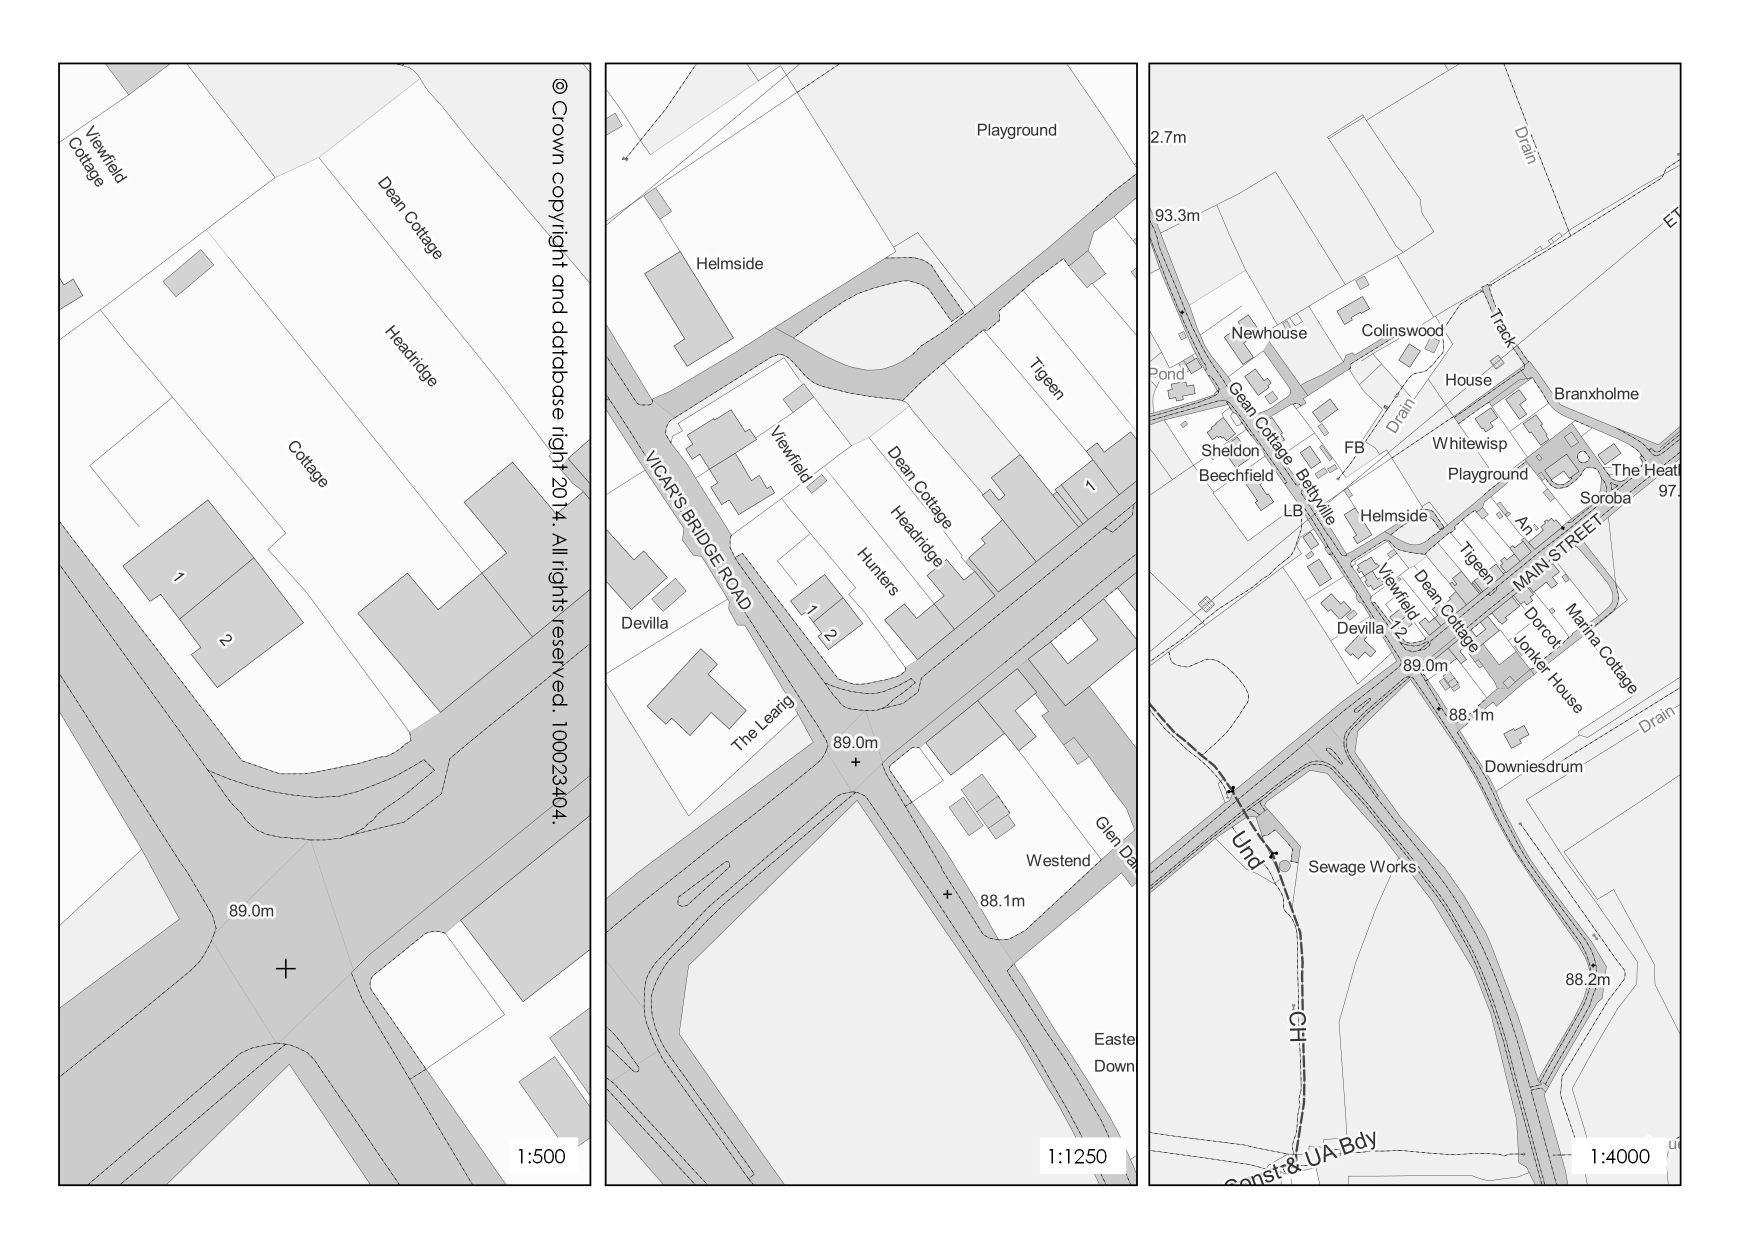 Viewfield
Cottage
Dean Cottage
Headridge
Cottage
1
2
89.0m
© Crown copyright and database right 2014. All rights reserved. 100023404.
1:500
Playground
Helmside
Tigeen
VICAR'S BRIDGE ROAD
Viewfield
Dean Cottage
Headridge
Hunters
1
1
2
Devilla
The Learig
89.0m
Glen Da
Westend
88.1m
Easte
Down
1:1250
2.7m
Drain
93.3m
ET
Newhouse
Colinswood
Track
Pond
House
Branxholme
Gean Cottage
Drain
Sheldon
FB
Whitewisp
Beechfield
Playground
The Heath
Bettyville
97.
Soroba
LB
Helmside
An
MAIN STREET
Tigeen
Viewfield
Dean Cottage
Devilla
1
2
Dorcot
Marina Cottage
Jonker House
89.0m
88.1m
Drain
Downiesdrum
Und
Sewage Works
88.2m
CH
Const & UA Bdy
1:4000